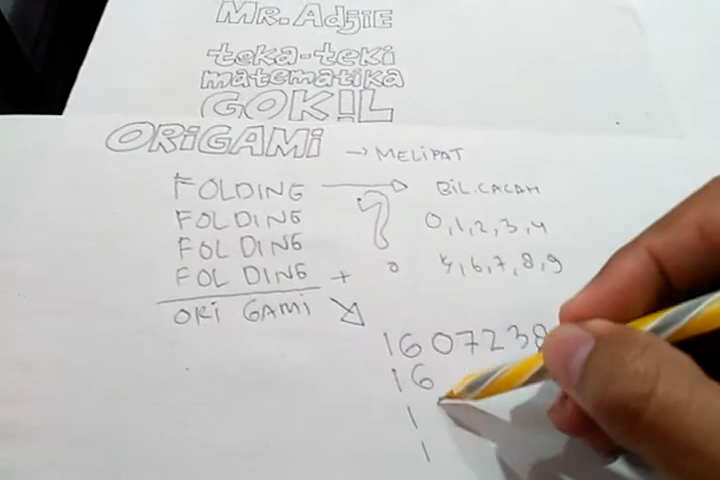 MR. AdjiE
teka-teki
matematika
GOK!L
ORiGAMi → MELIPAT
FOLDING → BIL. CACAH
FOLDING ? 0,1,2,3,4
FOLDING 5,6,7,8,9
FOLDING +
ORI GAMI
1607238
16
1
1